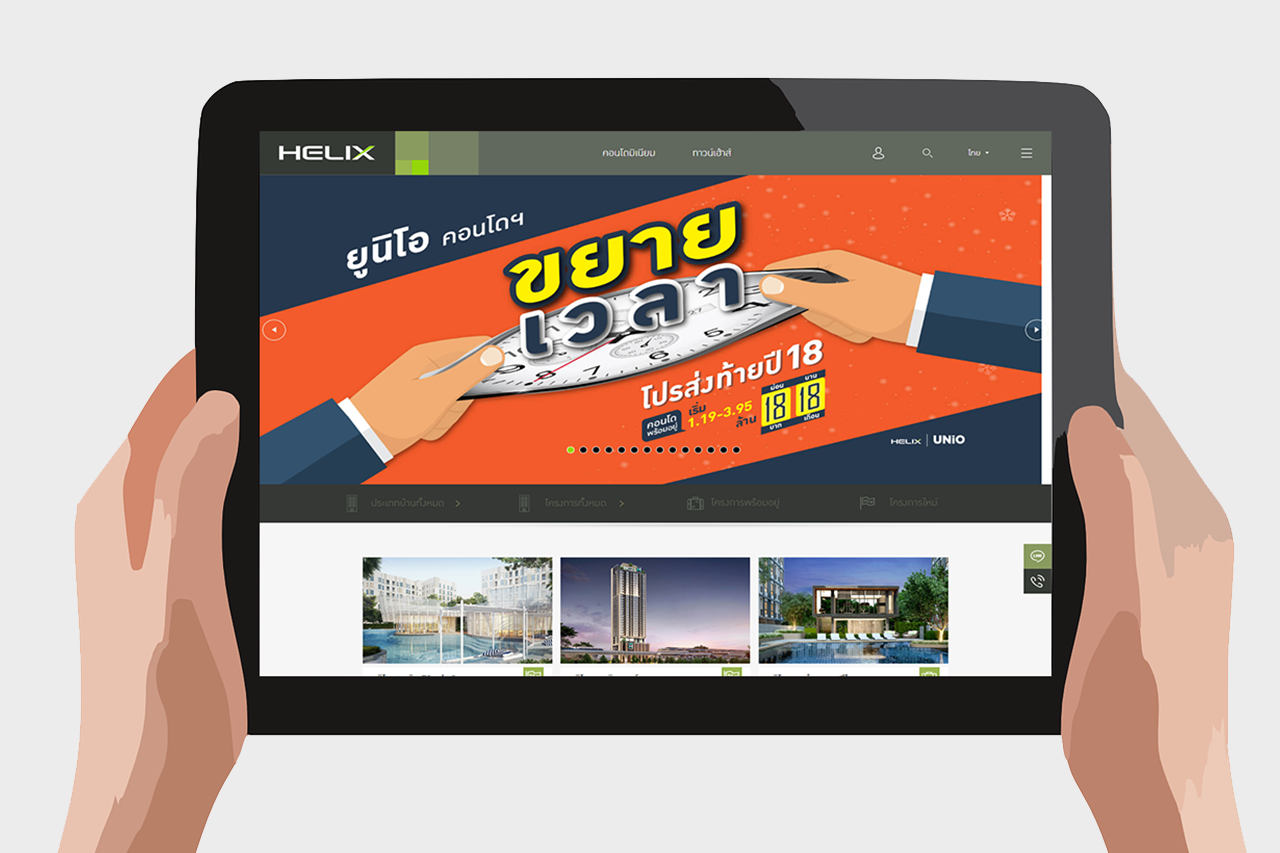 HELIX
คอนโดมิเนียม ทาวน์เฮ้าส์ ไทย
ยูนิโอ คอนโดฯ
ขยาย
เวลา
โปรส่งท้ายปี 18
คอนโด
พร้อมอยู่
เริ่ม
1.19-3.95
ล้าน
ผ่อน
18
บาท
นาน
18
เดือน
HELIX | UNiO
ประเภทบ้านทั้งหมด โครงการทั้งหมด โครงการพร้อมอยู่ โครงการใหม่
LINE